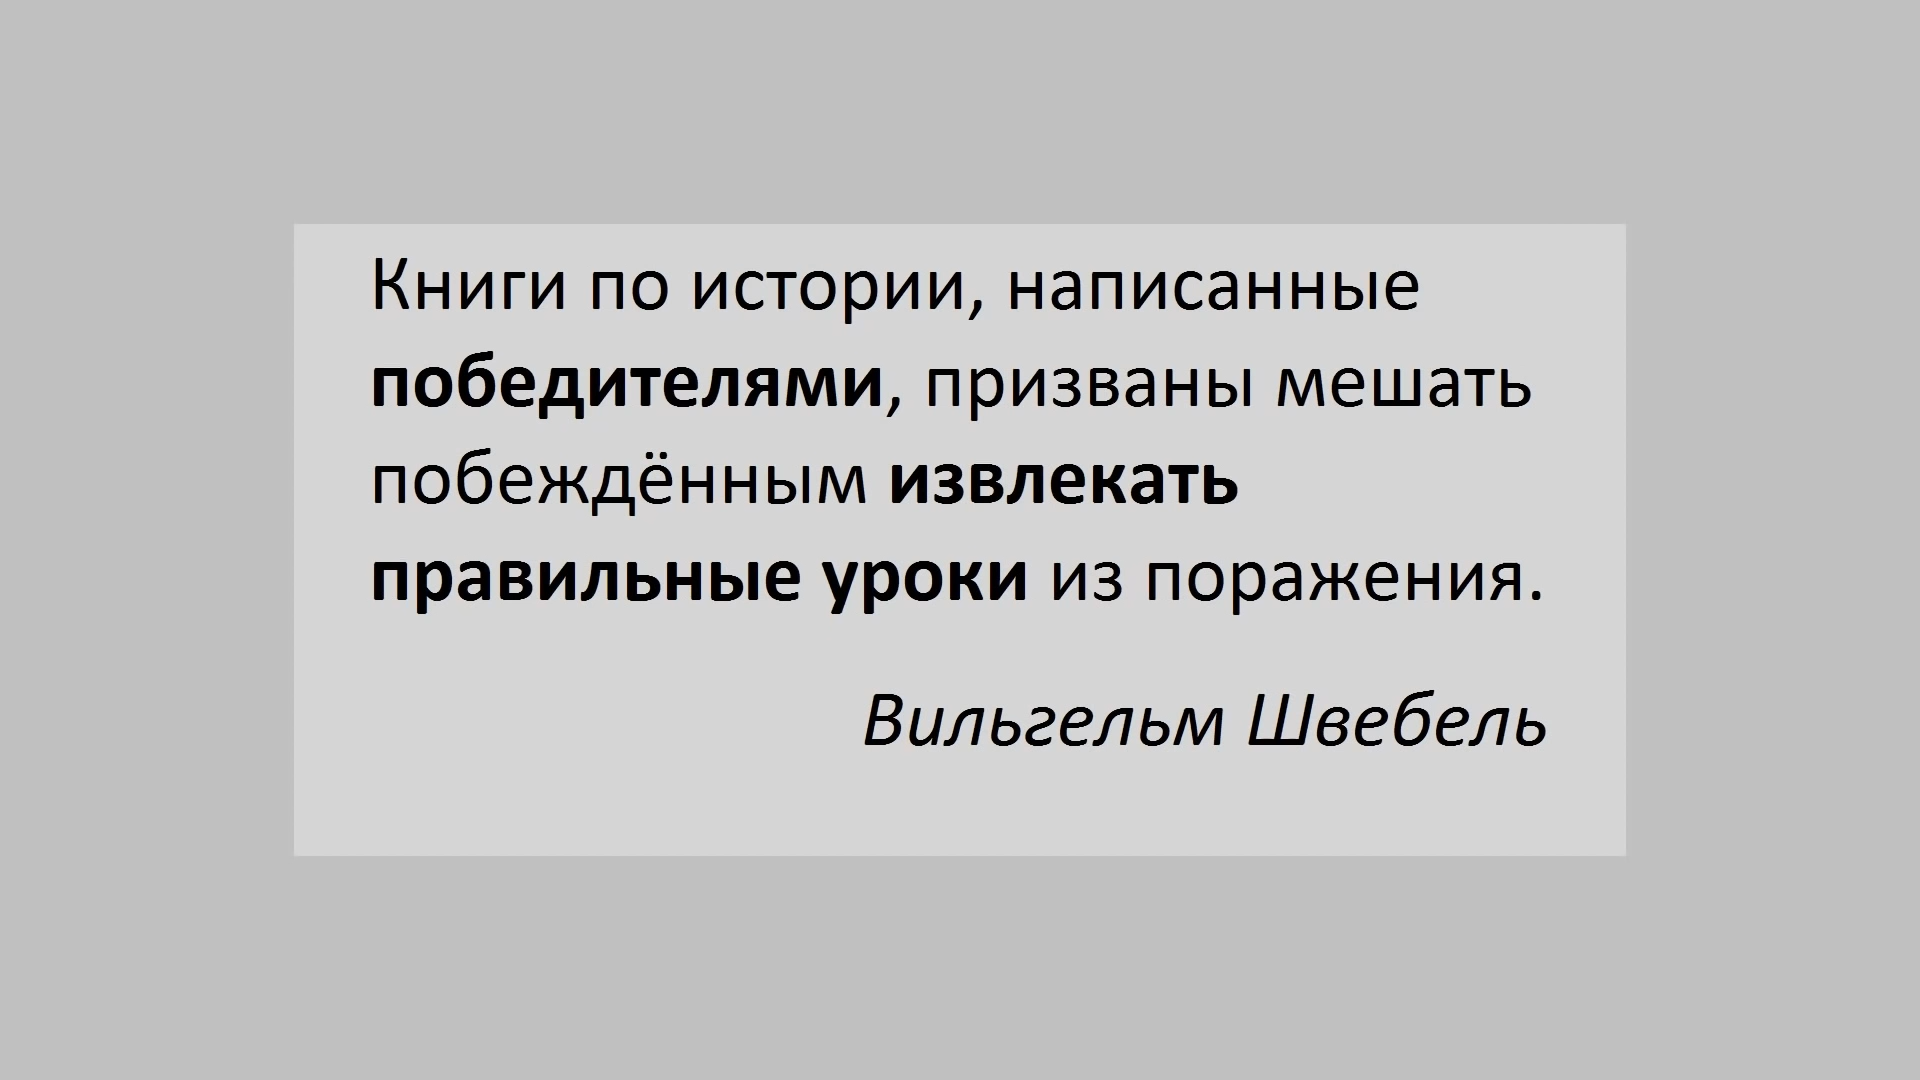 Книги по истории, написанные
победителями, призваны мешать
побеждённым извлекать
правильные уроки из поражения.
Вильгельм Швебель